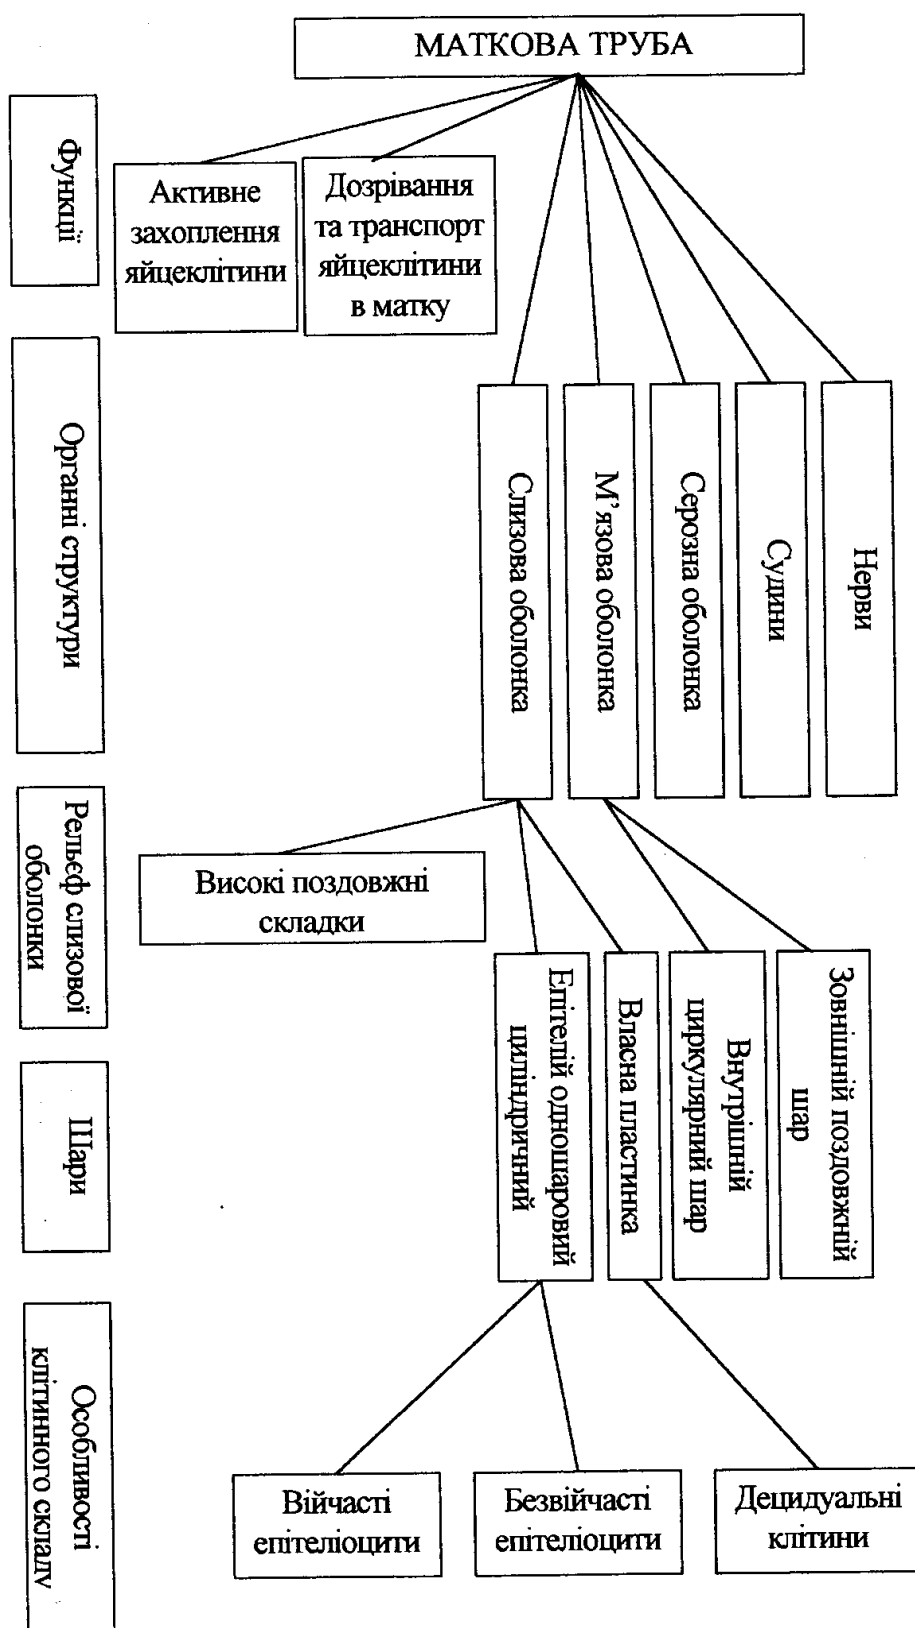 МАТКОВА ТРУБА
Функції
Активне
захоплення
яйцеклітини
Дозрівання
та транспорт
яйцеклітини
в матку
Органні структури
Слизова оболонка
М’язова оболонка
Серозна оболонка
Судини
Нерви
Рельєф слизової
оболонки
Високі поздовжні
складки
Шари
Епітелій одношаровий
циліндричний
Власна пластинка
Внутрішній
циркулярний шар
Зовнішній поздовжній
шар
Особливості
клітинного складу
Війчасті
епітеліоцити
Безвійчасті
епітеліоцити
Децидуальні
клітини